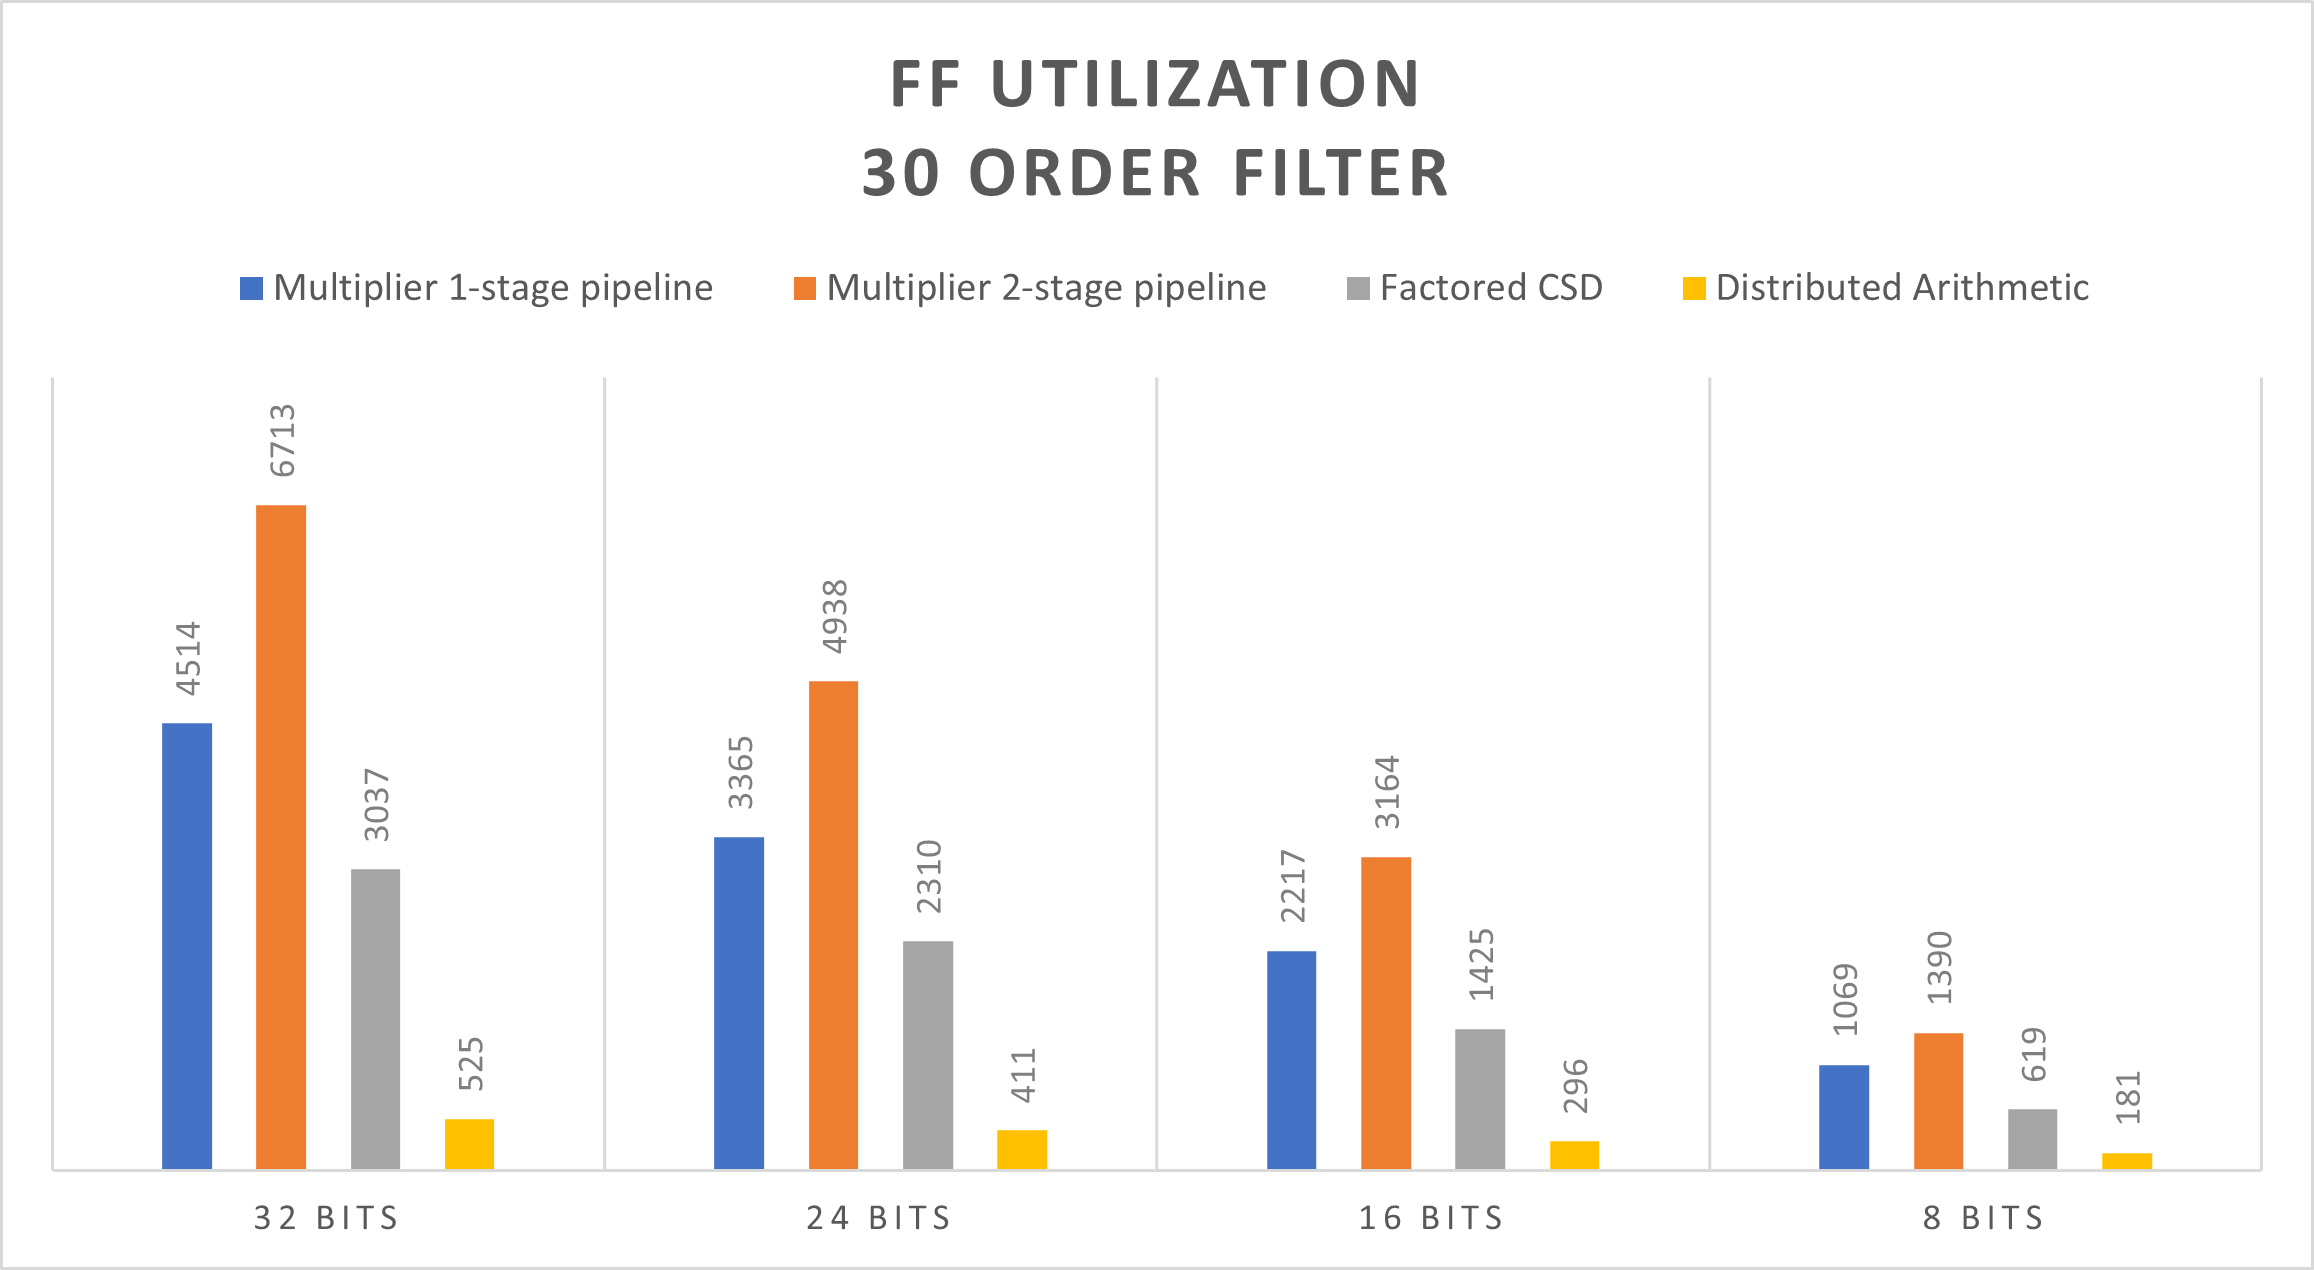 FF UTILIZATION
30 ORDER FILTER
Multiplier 1-stage pipeline
Multiplier 2-stage pipeline
Factored CSD
Distributed Arithmetic
4514
6713
3037
525
3365
4938
2310
411
2217
3164
1425
296
1069
1390
619
181
32 BITS
24 BITS
16 BITS
8 BITS